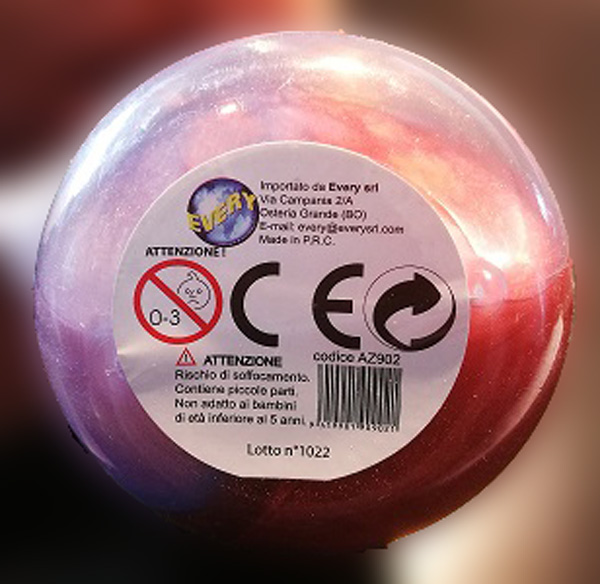 EVERY
Importato da Every srl
Via Campania 2/A
Osteria Grande (BO)
E-mail: every@everysrl.com
Made in P.R.C.
ATTENZIONE!
0-3
CE
ATTENZIONE
Rischio di soffocamento.
Contiene piccole parti.
Non adatto ai bambini
di età inferiore ai 5 anni.
codice AZ902
Lotto n°1022